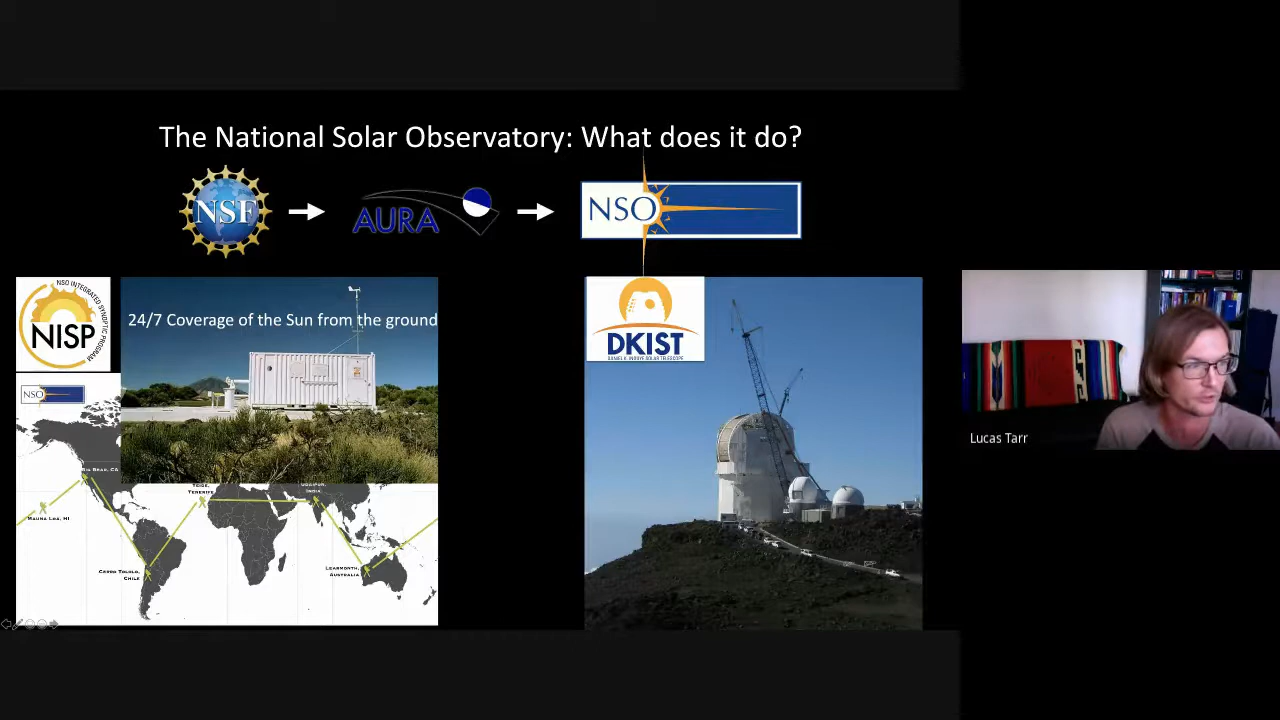 The National Solar Observatory: What does it do?
NSF
AURA
NSO
NSO INTEGRATED SYNOPTIC PROGRAM
NISP
24/7 Coverage of the Sun from the ground
DKIST
DANIEL K. INOUYE SOLAR TELESCOPE
NSO
Lucas Tarr
BIG BEAR, CA
TEIDE,
TENERIFE
UDAIPUR,
INDIA
MAUNA LOA, HI
CERRO TOLOLO,
CHILE
LEARMONTH,
AUSTRALIA